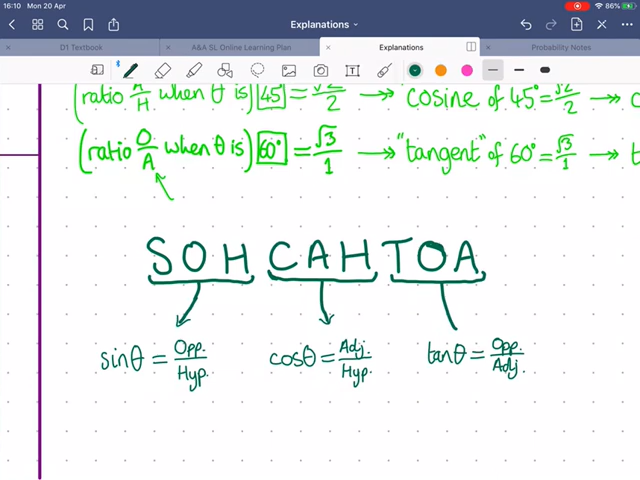 16:10 Mon 20 Apr
86%
Explanations
D1 Textbook
A&A SL Online Learning Plan
Explanations
Probability Notes
(ratio A/H when θ is) 45° = √2/2 →→ cosine of 45° = √2/2 →→
(ratio O/A when θ is) 60° = √3/1 →→ "tangent" of 60° = √3/1 →→ t
SOH CAH TOA
sinθ = Opp./Hyp.
cosθ = Adj./Hyp.
tanθ = Opp./Adj.